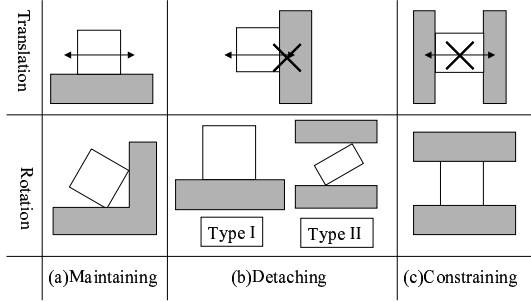 Translation
Rotation
Type I
Type II
(a)Maintaining
(b)Detaching
(c)Constraining